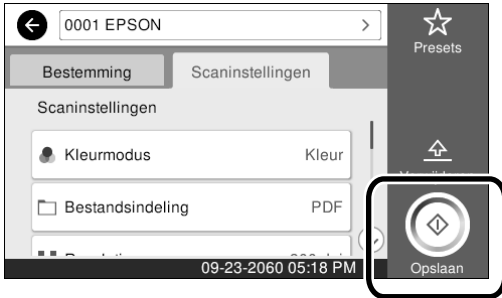 0001 EPSON
Presets
Bestemming
Scaninstellingen
Scaninstellingen
Kleurmodus
Kleur
Bestandsindeling
PDF
09-23-2060 05:18 PM
Opslaan